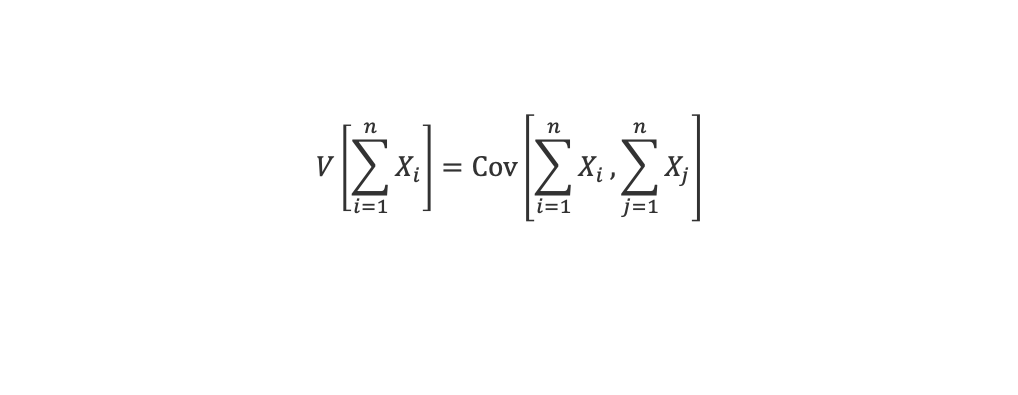 V[∑_{i=1}^{n} X_i] = Cov[∑_{i=1}^{n} X_i , ∑_{j=1}^{n} X_j]